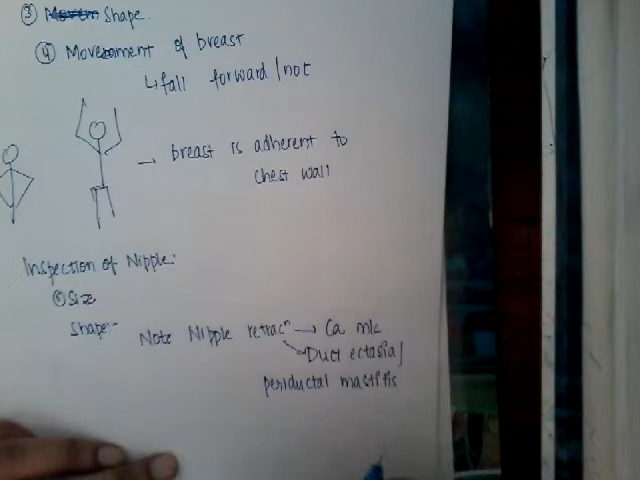 ③ Shape
④ Movement of breast
↳ fall forward / not
→ breast is adherent to
chest wall
Inspection of Nipple:
① Size
Shape:-
Note Nipple retracⁿ → Ca mlc
→ Duct ectasia /
periductal mastitis